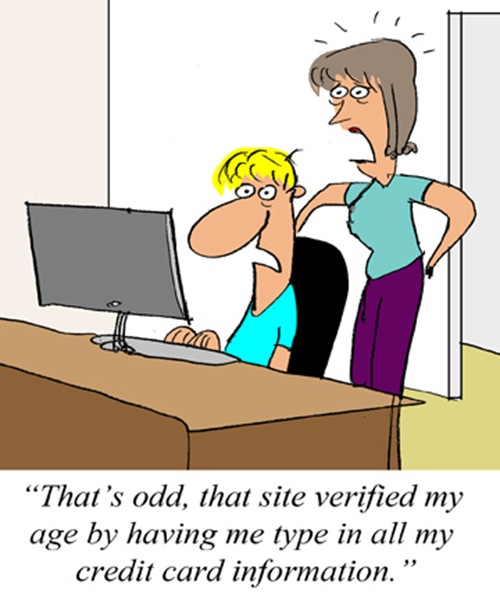 “That’s odd, that site verified my
age by having me type in all my
credit card information.”